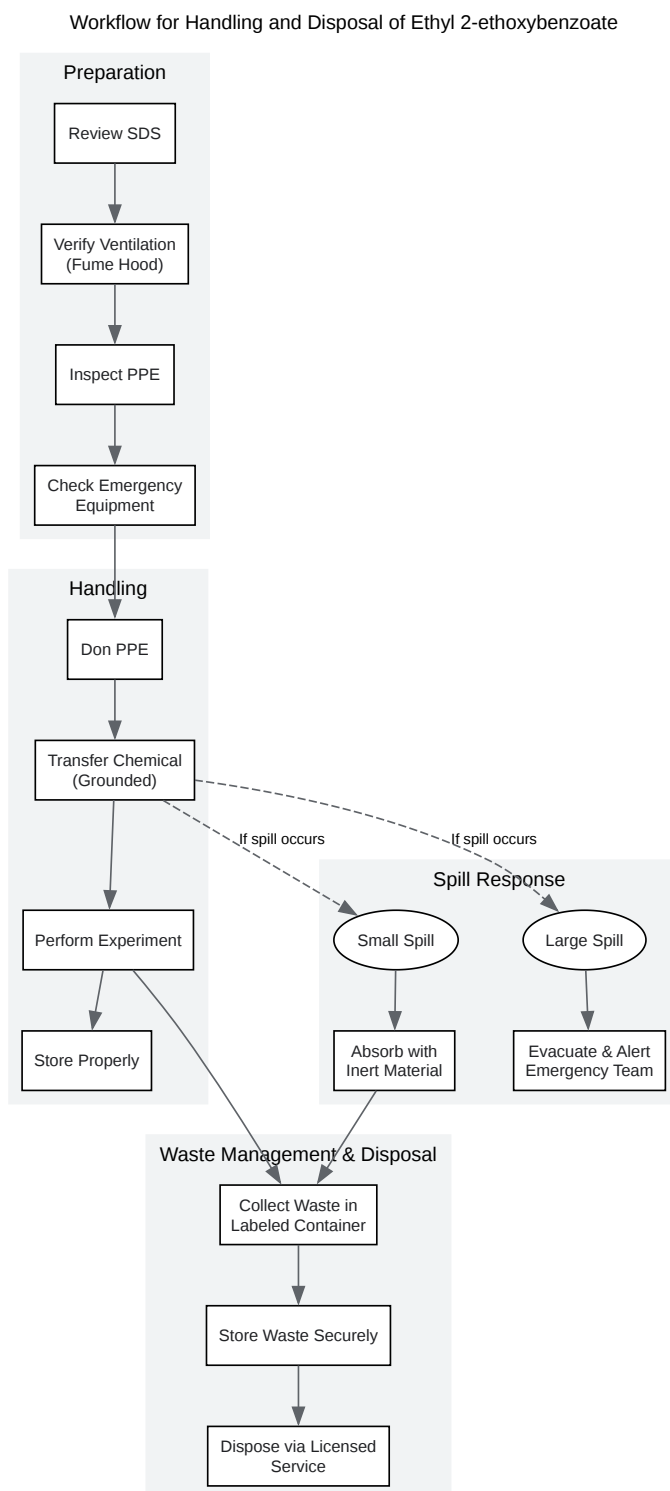 Workflow for Handling and Disposal of Ethyl 2-ethoxybenzoate
Preparation
Review SDS
Verify Ventilation
(Fume Hood)
Inspect PPE
Check Emergency
Equipment
Handling
Don PPE
Transfer Chemical
(Grounded)
If spill occurs
If spill occurs
Spill Response
Perform Experiment
Small Spill
Large Spill
Store Properly
Absorb with
Inert Material
Evacuate & Alert
Emergency Team
Waste Management & Disposal
Collect Waste in
Labeled Container
Store Waste Securely
Dispose via Licensed
Service